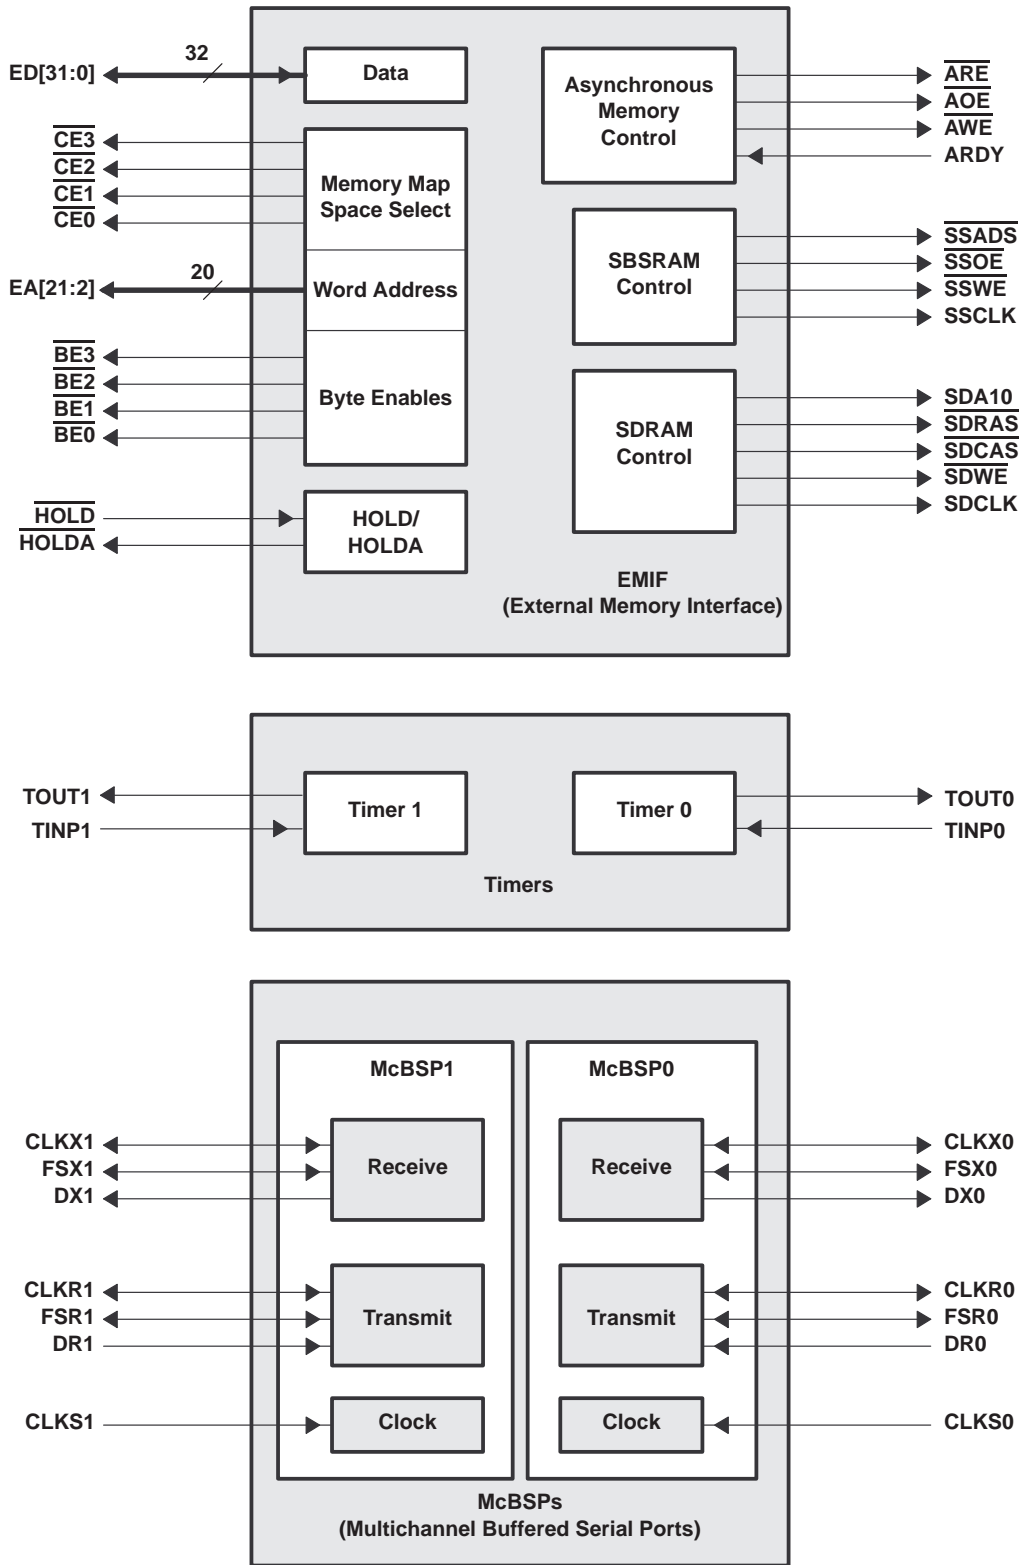 32
ED[31:0]
Data
CE3
CE2
CE1
CE0
Memory Map
Space Select
20
EA[21:2]
Word Address
BE3
BE2
BE1
BE0
Byte Enables
HOLD
HOLDA
HOLD/
HOLDA
Asynchronous
Memory
Control
ARE
AOE
AWE
ARDY
SBSRAM
Control
SSADS
SSOE
SSWE
SSCLK
SDRAM
Control
SDA10
SDRAS
SDCAS
SDWE
SDCLK
EMIF
(External Memory Interface)
TOUT1
TINP1
Timer 1
Timer 0
TOUT0
TINP0
Timers
McBSP1
McBSP0
CLKX1
FSX1
DX1
Receive
Receive
CLKX0
FSX0
DX0
CLKR1
FSR1
DR1
Transmit
Transmit
CLKR0
FSR0
DR0
CLKS1
Clock
Clock
CLKS0
McBSPs
(Multichannel Buffered Serial Ports)